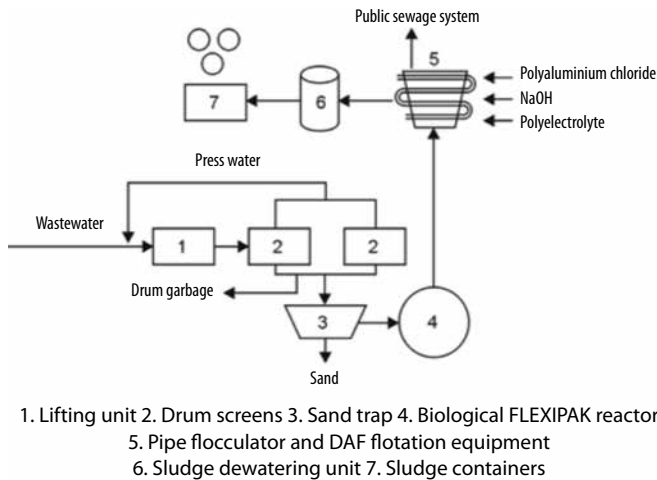 Public sewage system
5
Polyaluminium chloride
7
6
NaOH
Polyelectrolyte
Press water
Wastewater
1
2
2
Drum garbage
3
4
Sand
1. Lifting unit 2. Drum screens 3. Sand trap 4. Biological FLEXIPAK reactor
5. Pipe flocculator and DAF flotation equipment
6. Sludge dewatering unit 7. Sludge containers